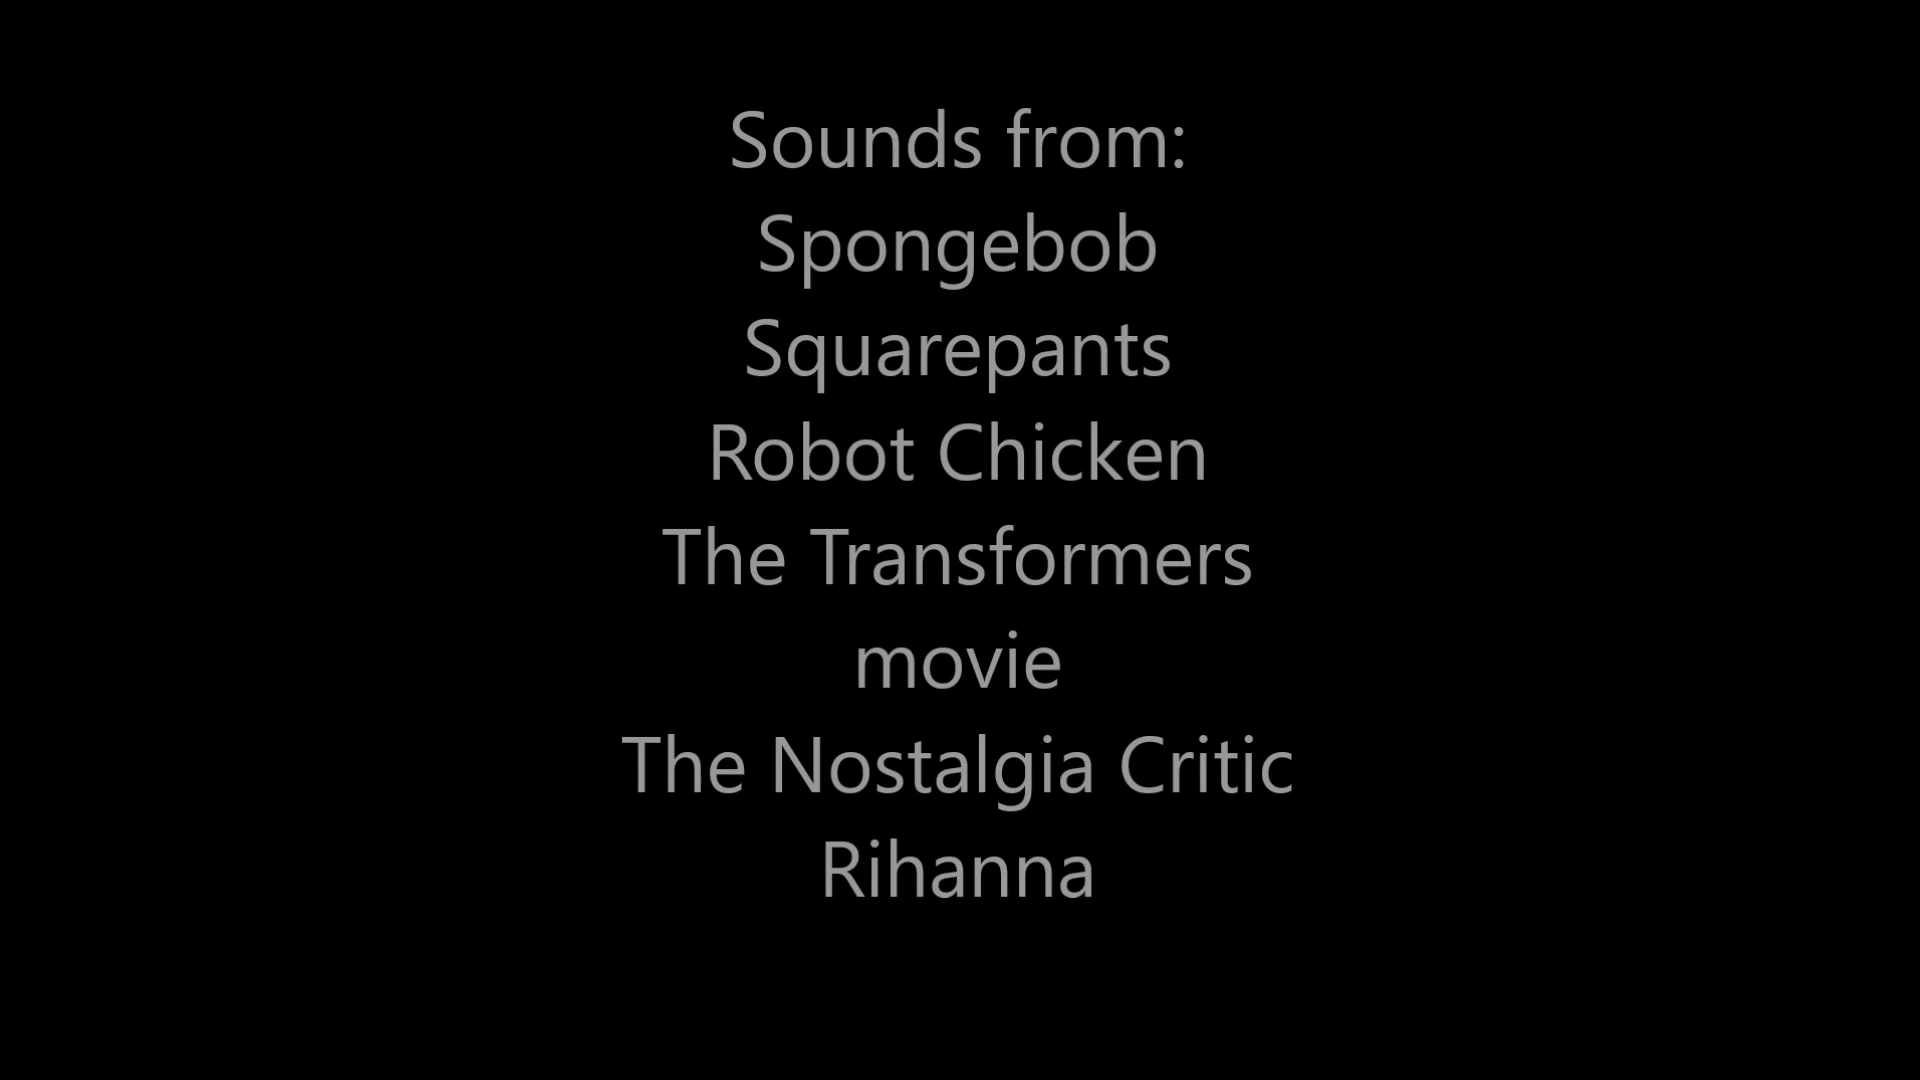 Sounds from:
Spongebob
Squarepants
Robot Chicken
The Transformers
movie
The Nostalgia Critic
Rihanna